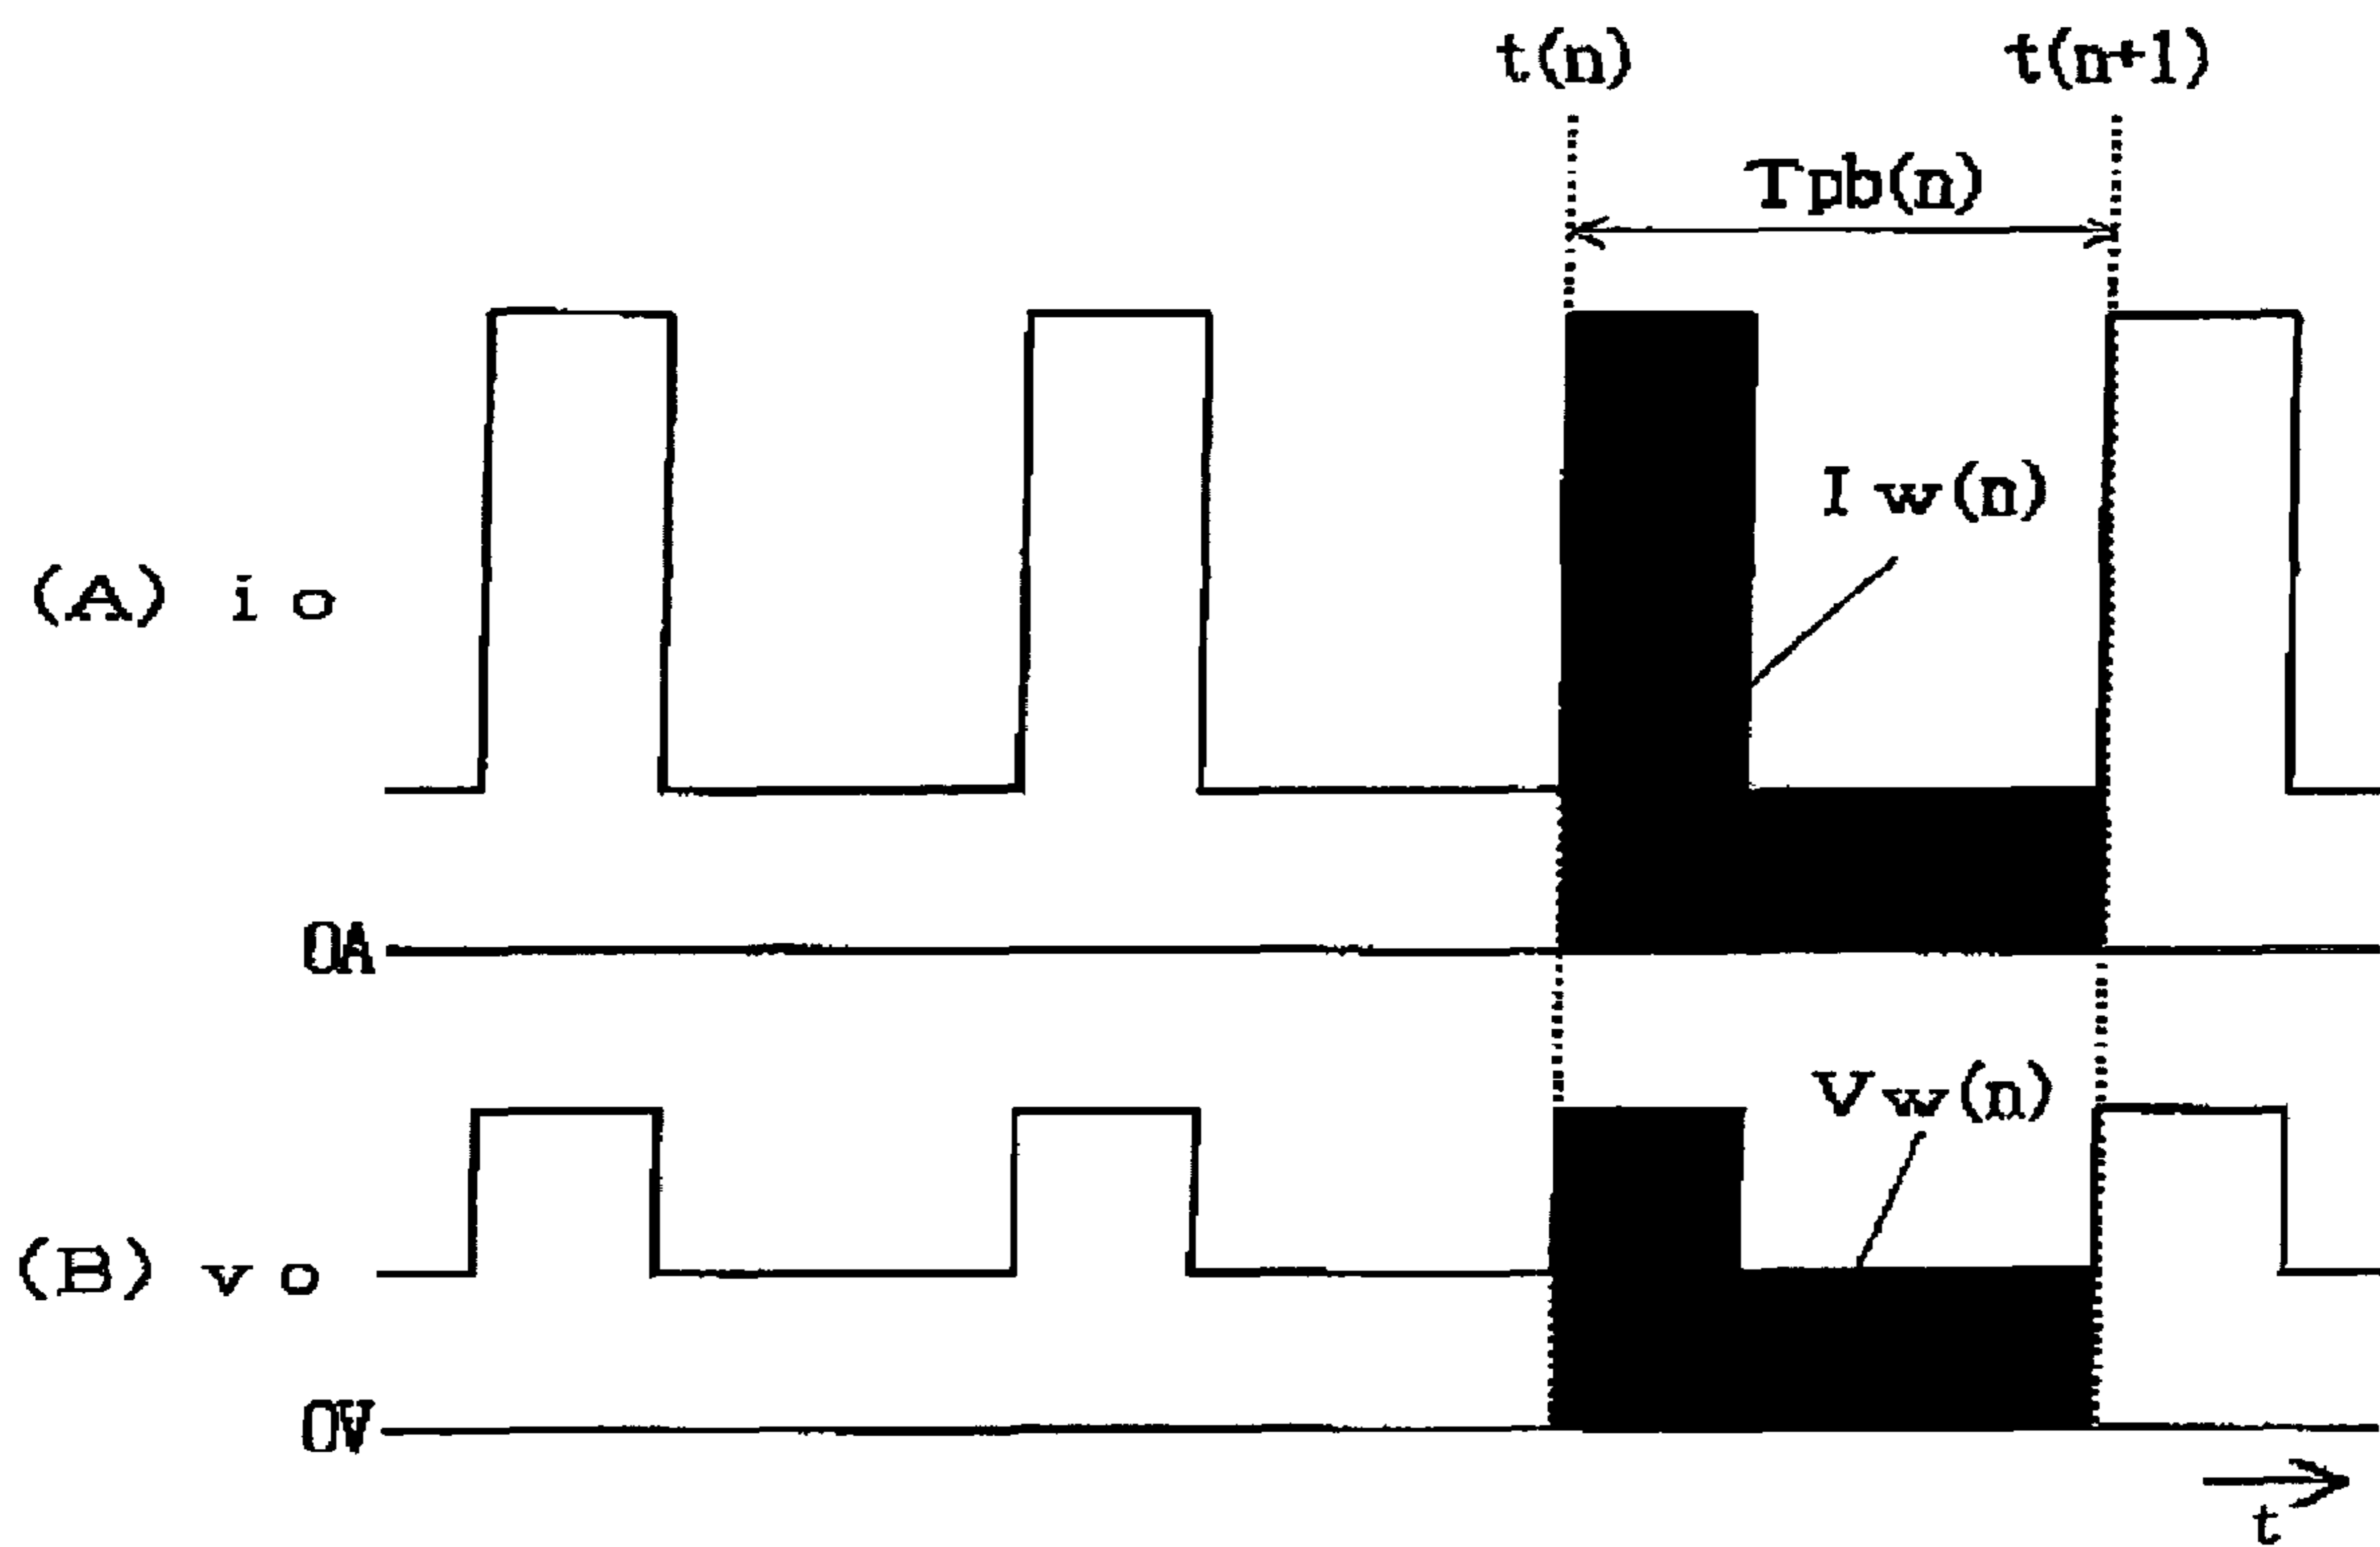 t(n) t(n+1)
Tpb(n)
Iw(n)
(A) io
0A
Vw(n)
(B) vo
0V
t